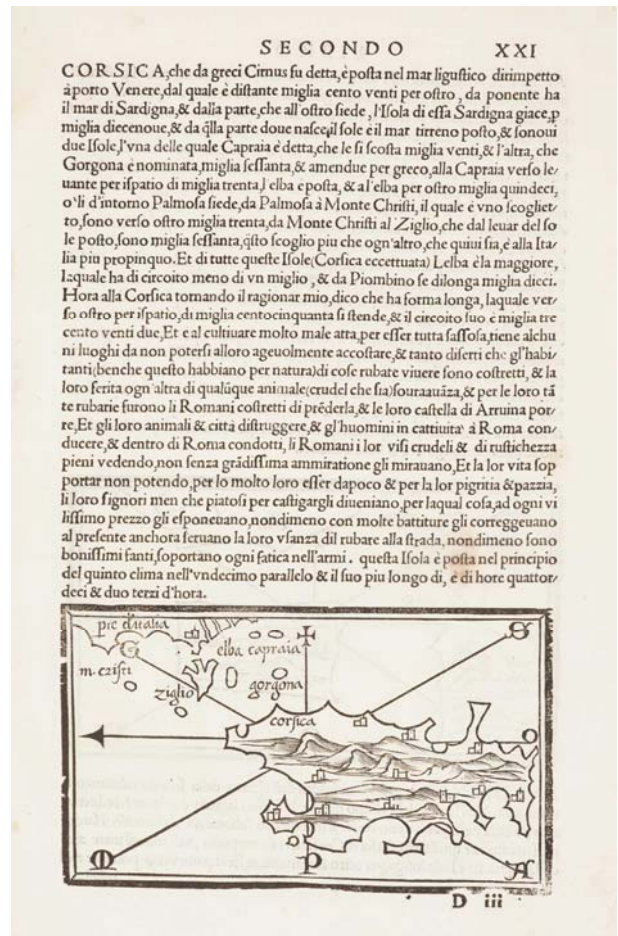 SECONDO XXI
CORSICA, che da greci Cirnus fu detta, è posta nel mar ligustico dirimpetto
à porto Venere, dal quale è distante miglia cento venti per ostro, da ponente ha
il mar di Sardigna, & dalla parte, che all'ostro siede, l'Isola di essa Sardigna giace, p
miglia diecenoue, & da q̃lla parte doue nasce, il sole è il mar tirreno posto, & sonoui
due Isole, l'vna delle quale Capraia è detta, che le si scosta miglia venti, & l'altra, che
Gorgona è nominata, miglia sessanta, & amendue per greco, alla Capraia verso le/
uante per ispatio di miglia trenta, l elba e posta, & al'elba per ostro miglia quindeci,
o'li d'intorno Palmosa siede, da Palmosa à Monte Christi, il quale è vno scogliet/
to, sono verso ostro miglia trenta, da Monte Christi al Ziglio, che dal leuar del so
le posto, sono miglia sessanta, q̃sto scoglio piu che ogn'altro, che quiui sia, è alla Ita/
lia piu propinquo. Et di tutte queste Isole (Corsica eccettuata) Lelba è la maggiore,
laquale ha di circoito meno di vn miglio, & da Piombino se dilonga miglia dieci.
Hora alla Corsica tornando il ragionar mio, dico che ha forma longa, laquale ver/
so ostro per ispatio, di miglia centocinquanta si stende, & il circoito suo è miglia tre
cento venti due, Et e al cultiuare molto male atta, per esser tutta sassosa, tiene alchu
ni luoghi da non potersi alloro ageuolmente accostare, & tanto diserti che gl'habi/
tanti (benche questo habbiano per natura) di cose rubate viuere sono costretti, & la
loro ferita ogn'altra di qualũque animale (crudel che sia) souraauãza, & per le loro tã
te rubarie furono li Romani costretti di prẽderla, & le loro castella di Arruina por/
re, Et gli loro animali & città distruggere, & gl'huomini in cattiuita' à Roma con/
ducere, & dentro di Roma condotti, li Romani i lor visi crudeli & di rustichezza
pieni vedendo, non senza grãdissima ammiratione gli mirauano, Et la lor vita sop
portar non potendo, per lo molto loro esser dapoco & per la lor pigritia & pazzia,
li loro signori men che piatosi per castigargli diueniano, per laqual cosa, ad ogni vi
lissimo prezzo gli esponeuano, nondimeno con molte battiture gli correggeuano
al presente anchora seruano la loro vsanza dil rubare alla strada, nondimeno sono
bonissimi fanti, soportano ogni fatica nell'armi. questa Isola è posta nel principio
del quinto clima nell'vndecimo parallelo & il suo piu longo di, è di hore quattor/
deci & duo terzi d'hora.
pte d'italia
G
S
elba capraia
m. cristi
ziglio
gorgona
corsica
O
M
P
A
D iii